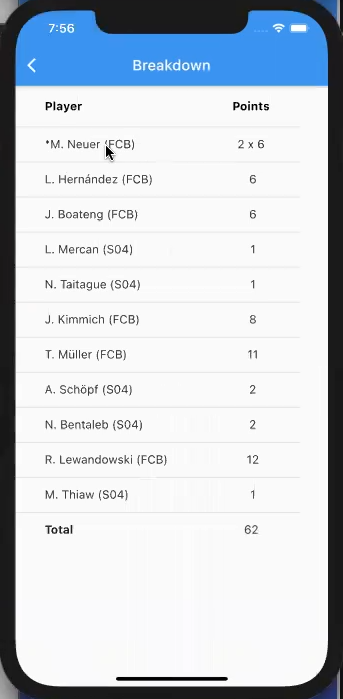 7:56
Breakdown
Player Points
*M. Neuer (FCB) 2 x 6
L. Hernández (FCB) 6
J. Boateng (FCB) 6
L. Mercan (S04) 1
N. Taitague (S04) 1
J. Kimmich (FCB) 8
T. Müller (FCB) 11
A. Schöpf (S04) 2
N. Bentaleb (S04) 2
R. Lewandowski (FCB) 12
M. Thiaw (S04) 1
Total 62